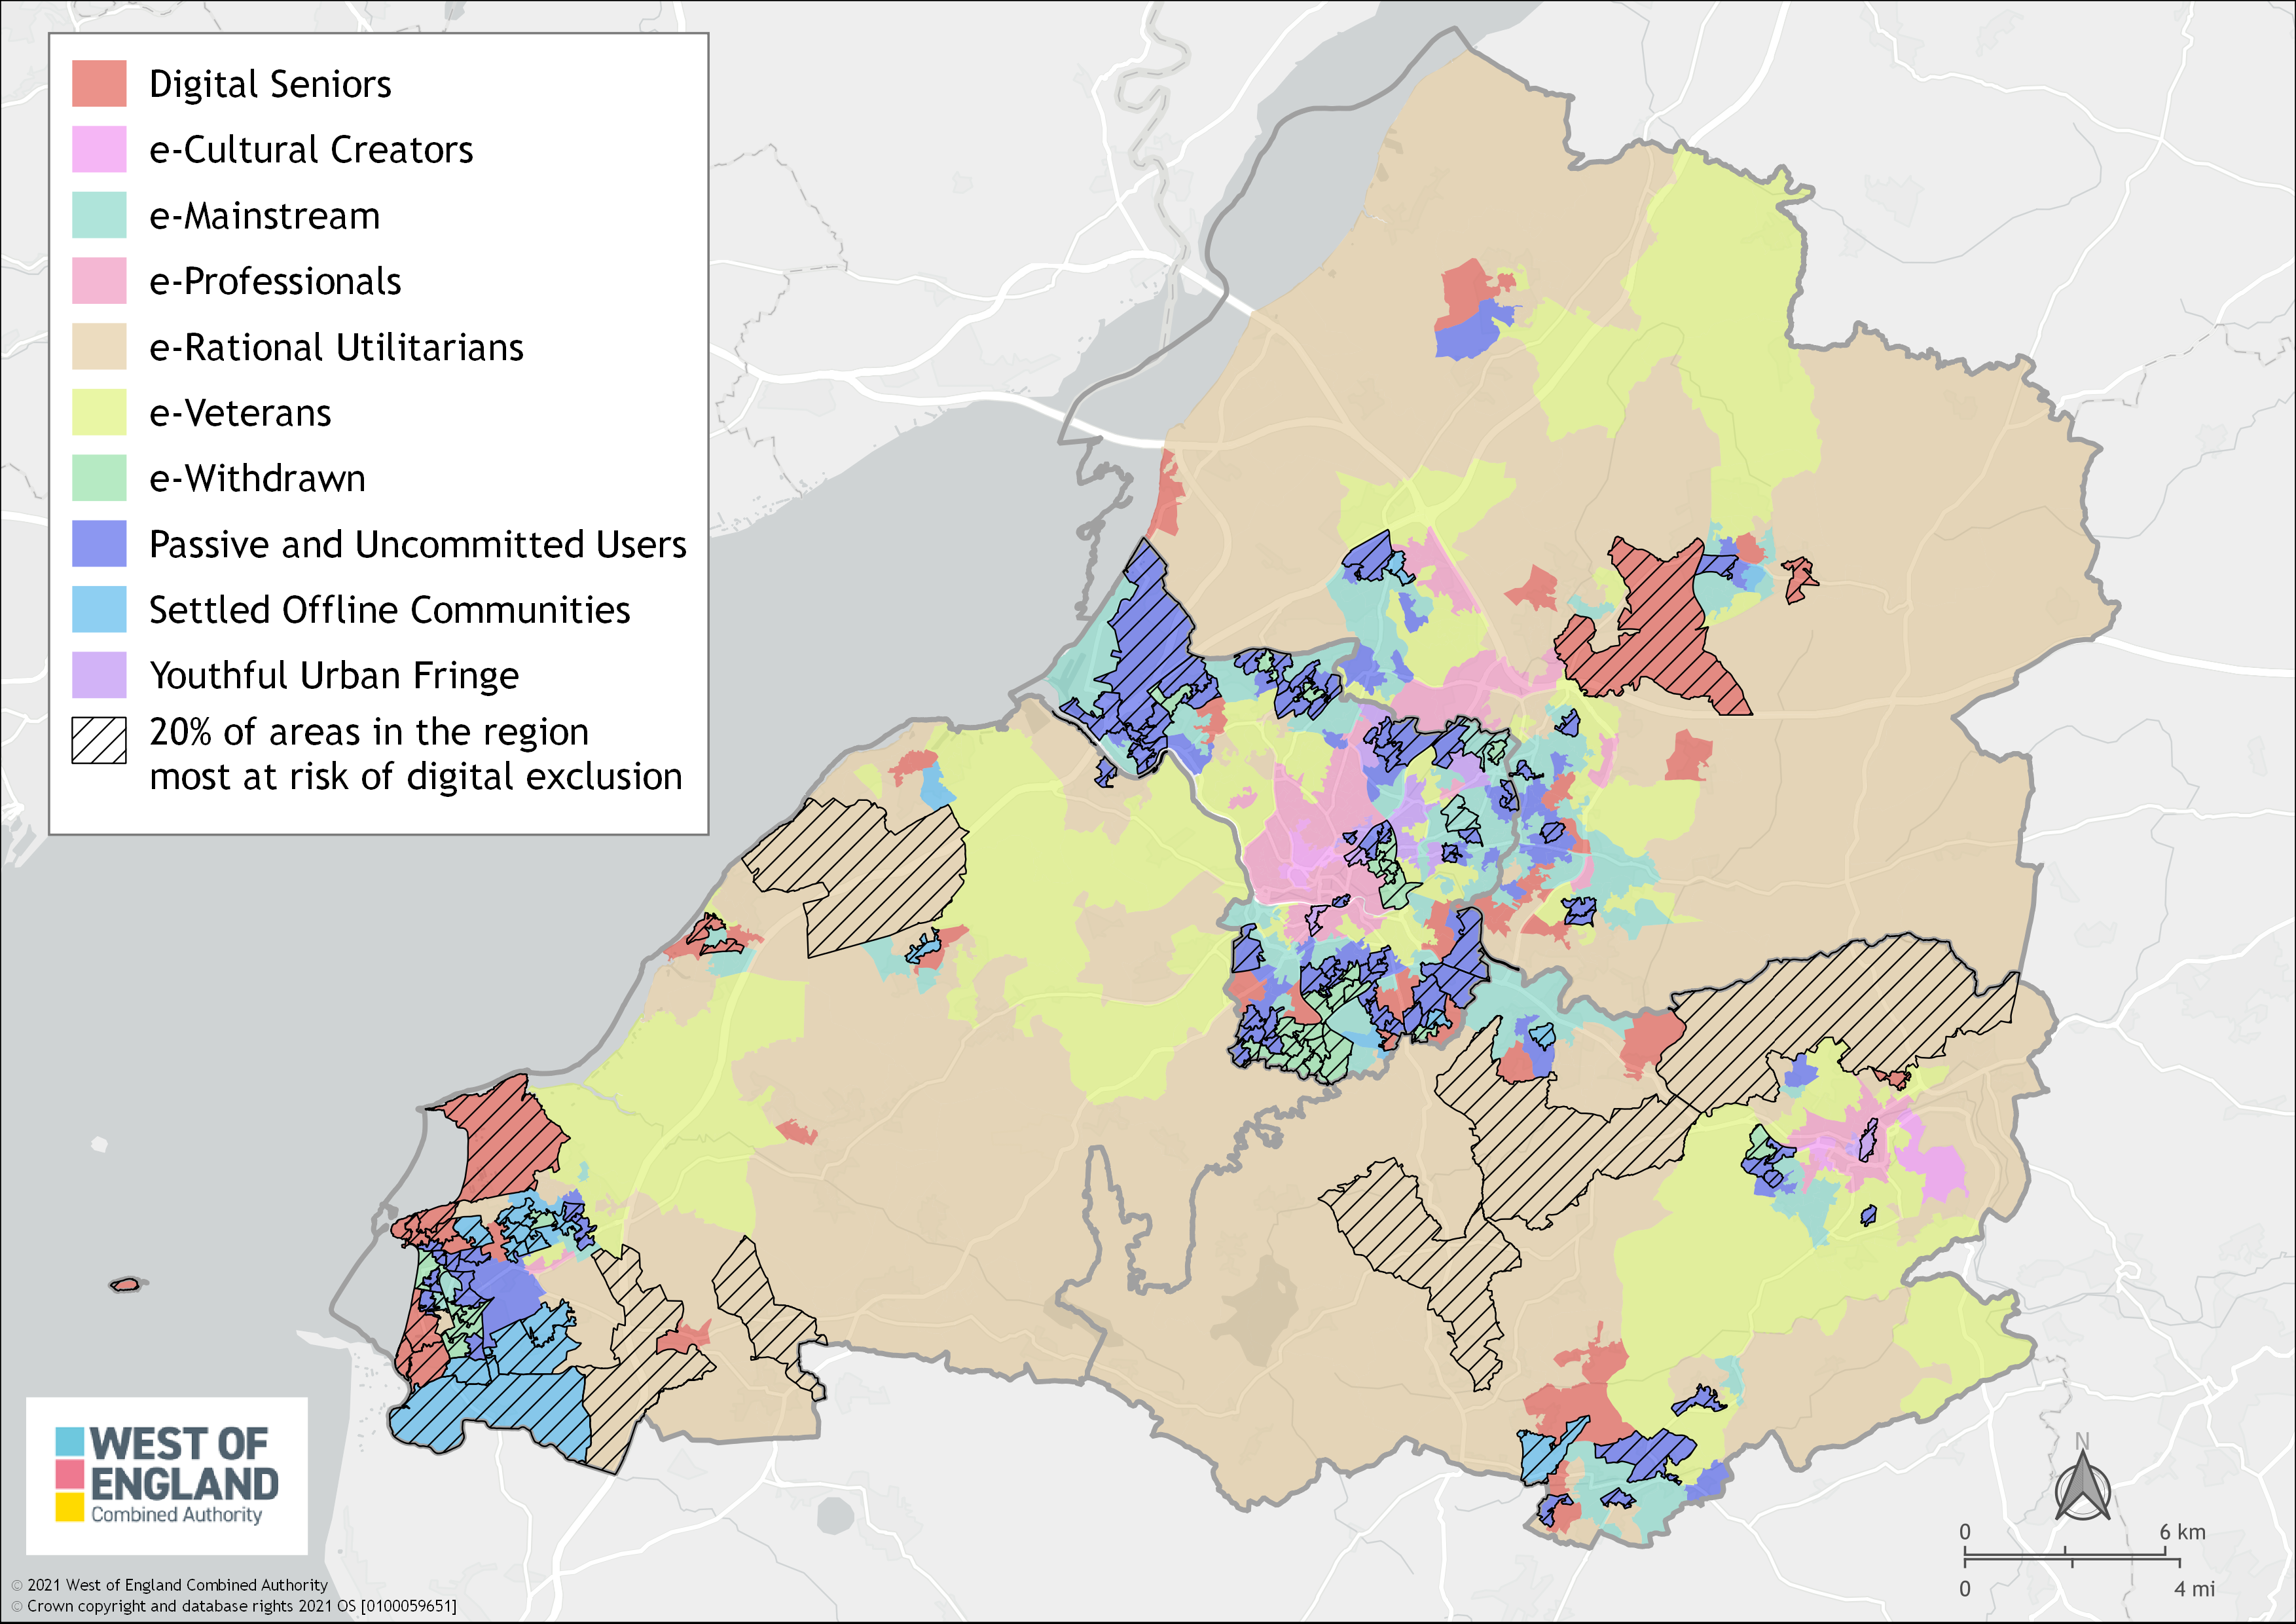 Digital Seniors
e-Cultural Creators
e-Mainstream
e-Professionals
e-Rational Utilitarians
e-Veterans
e-Withdrawn
Passive and Uncommitted Users
Settled Offline Communities
Youthful Urban Fringe
20% of areas in the region
most at risk of digital exclusion
WEST OF
ENGLAND
Combined Authority
© 2021 West of England Combined Authority
© Crown copyright and database rights 2021 OS [0100059651]
N
0 6 km
0 4 mi